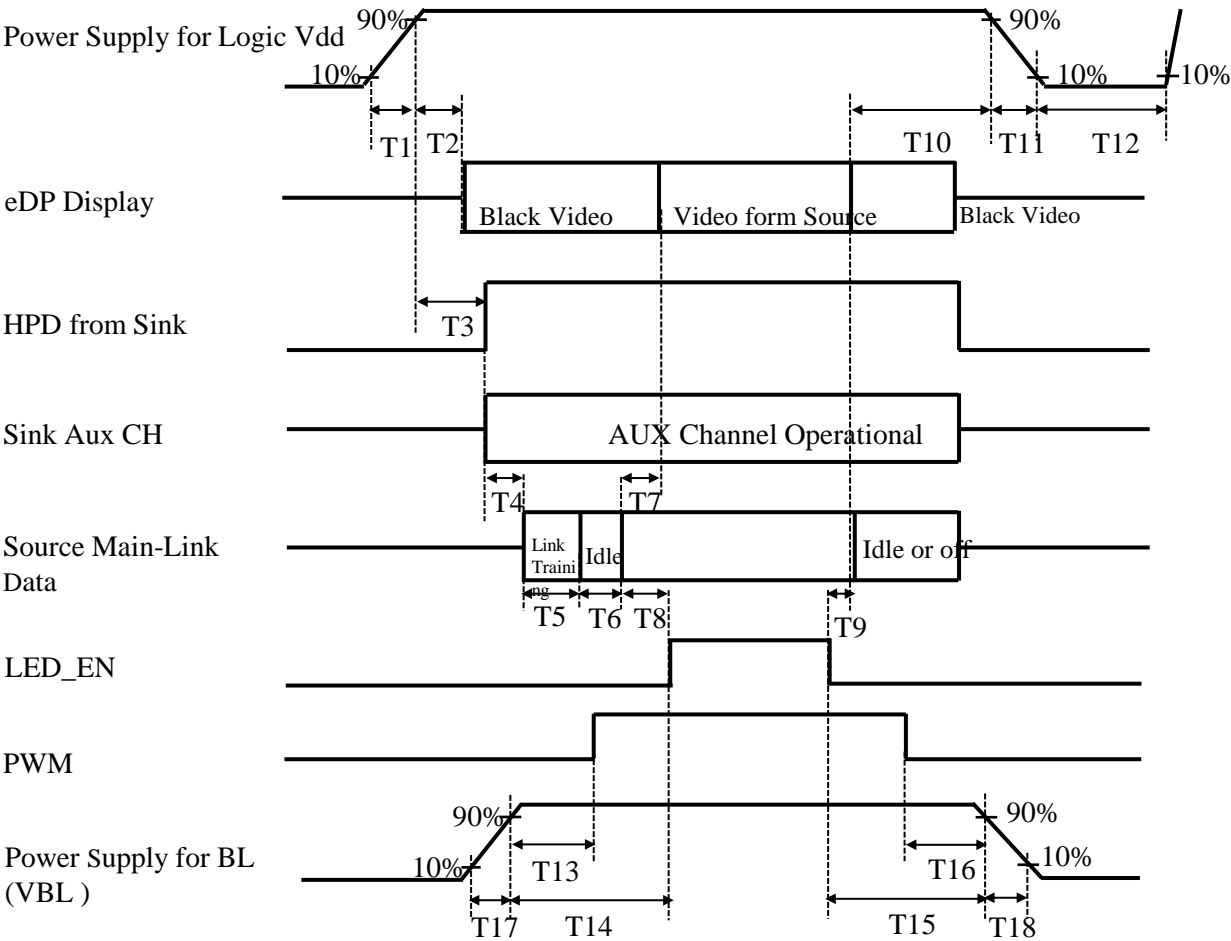 Power Supply for Logic Vdd
90%
90%
10%
10%
10%
T1
T2
T10
T11
T12
eDP Display
Black Video
Video form Source
Black Video
HPD from Sink
T3
Sink Aux CH
AUX Channel Operational
T4
T7
Source Main-Link
Data
Link
Traini
ng
Idle
Idle or off
T5
T6
T8
T9
LED_EN
PWM
90%
90%
Power Supply for BL
(VBL )
10%
10%
T13
T16
T17
T14
T15
T18